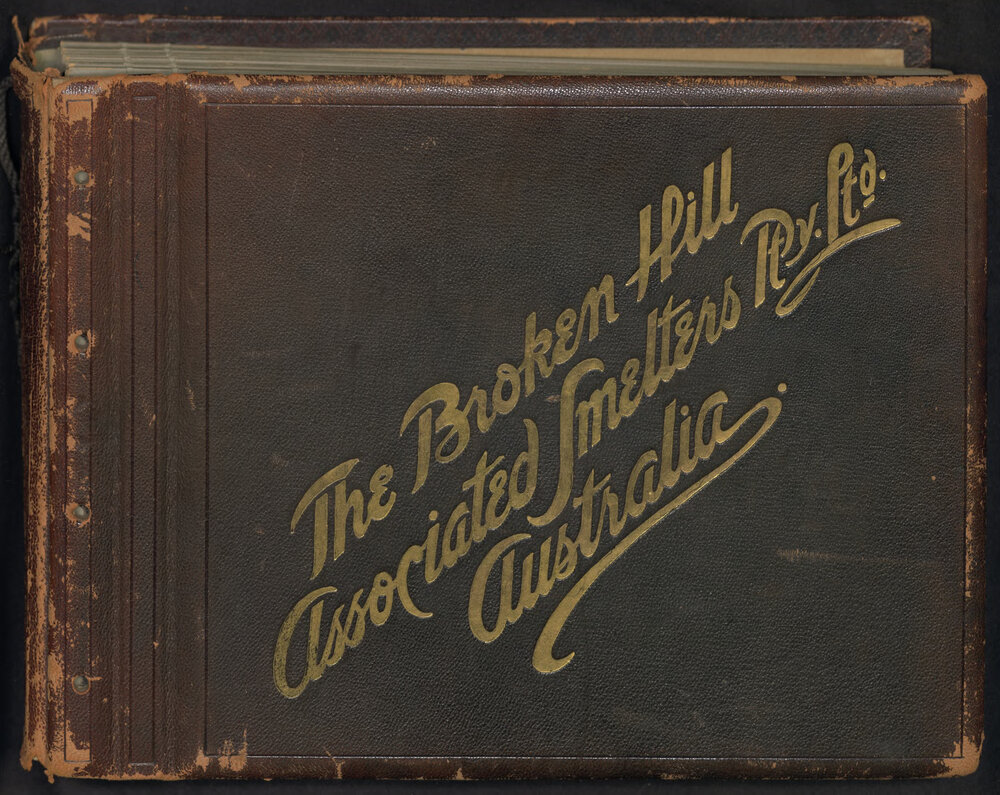 The Broken Hill
Associated Smelters Pty. Ltd.
Australia.